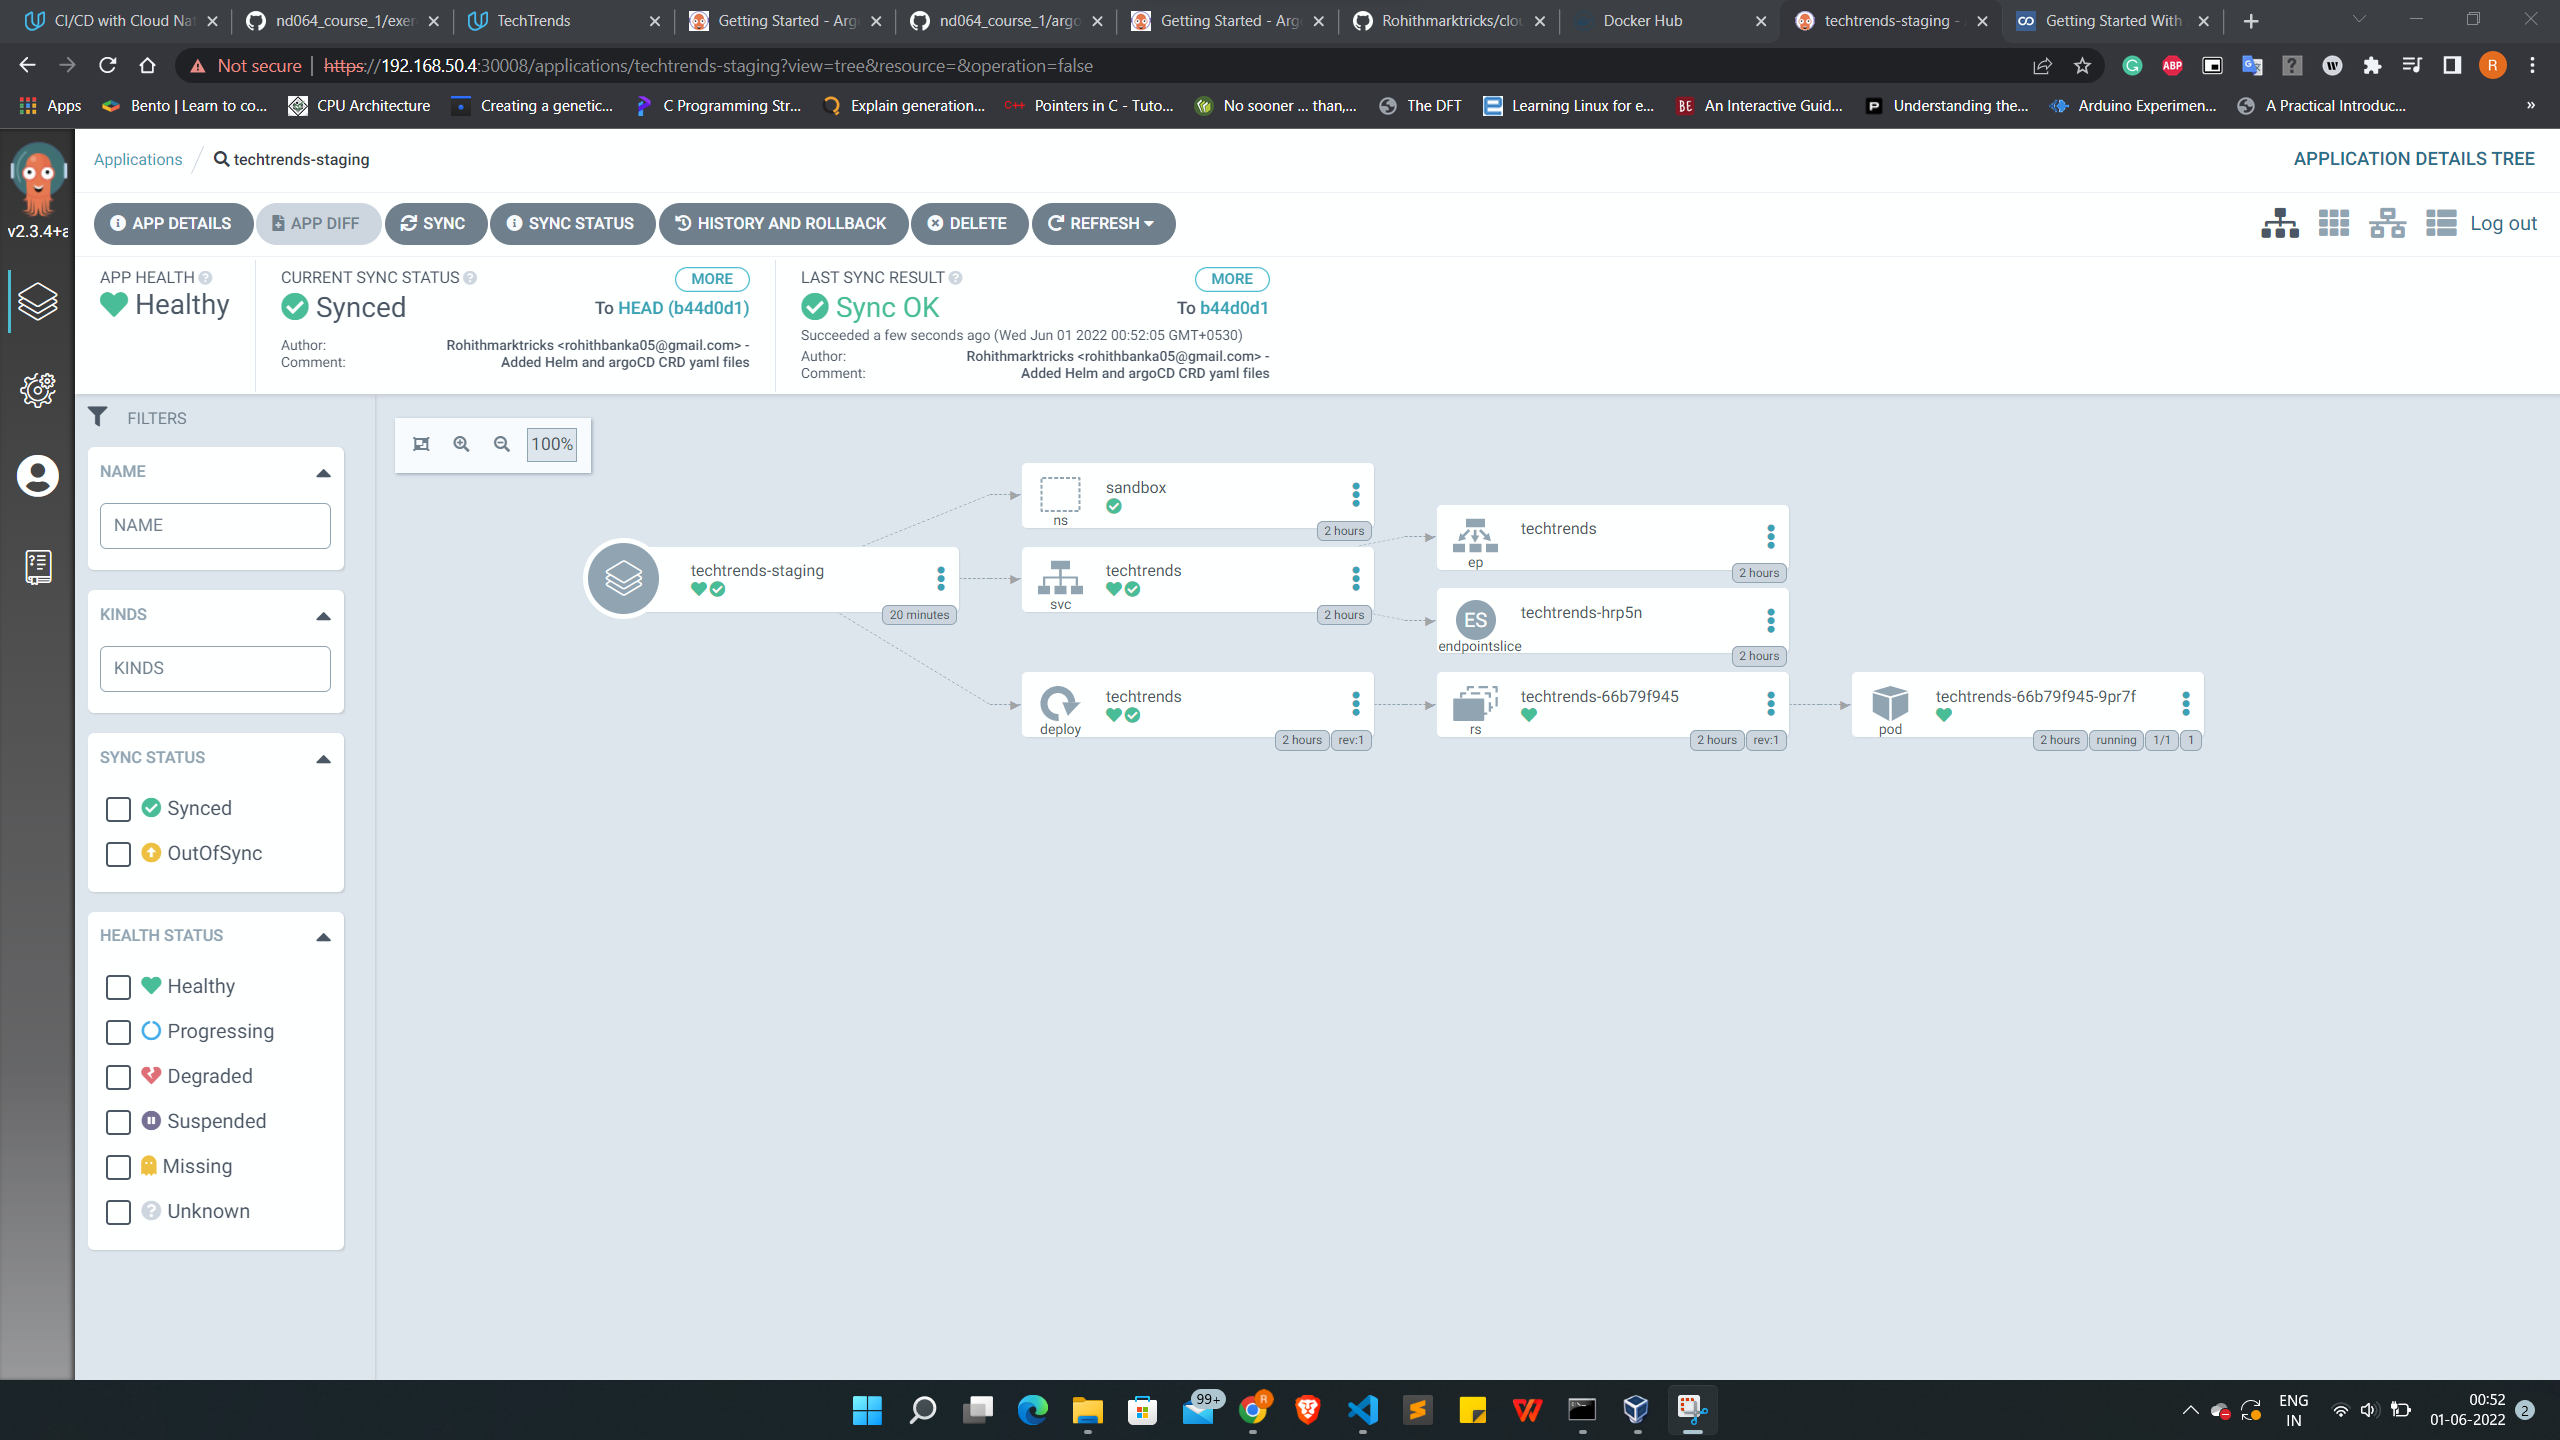 CI/CD with Cloud Nat
nd064_course_1/exer
TechTrends
Getting Started - Arg
nd064_course_1/argo
Getting Started - Arg
Rohithmarktricks/clou
Docker Hub
techtrends-staging -
Getting Started With
Not secure | https://192.168.50.4:30008/applications/techtrends-staging?view=tree&resource=&operation=false
ABP
R
Apps
Bento | Learn to co...
CPU Architecture
Creating a genetic...
C Programming Str...
Explain generation...
C++
Pointers in C - Tuto...
No sooner ... than,...
The DFT
Learning Linux for e...
BE
An Interactive Guid...
Understanding the...
Arduino Experimen...
A Practical Introduc...
»
v2.3.4+a
Applications / techtrends-staging
APPLICATION DETAILS TREE
APP DETAILS
APP DIFF
SYNC
SYNC STATUS
HISTORY AND ROLLBACK
DELETE
REFRESH
Log out
APP HEALTH
Healthy
CURRENT SYNC STATUS
MORE
Synced
To HEAD (b44d0d1)
Author: Rohithmarktricks <rohithbanka05@gmail.com> -
Comment: Added Helm and argoCD CRD yaml files
LAST SYNC RESULT
MORE
Sync OK
To b44d0d1
Succeeded a few seconds ago (Wed Jun 01 2022 00:52:05 GMT+0530)
Author: Rohithmarktricks <rohithbanka05@gmail.com> -
Comment: Added Helm and argoCD CRD yaml files
FILTERS
NAME
NAME
KINDS
KINDS
SYNC STATUS
Synced
OutOfSync
HEALTH STATUS
Healthy
Progressing
Degraded
Suspended
Missing
Unknown
100%
techtrends-staging
20 minutes
sandbox
ns
2 hours
techtrends
svc
2 hours
techtrends
deploy
2 hours
rev:1
techtrends
ep
2 hours
ES
techtrends-hrp5n
endpointslice
2 hours
techtrends-66b79f945
rs
2 hours
rev:1
techtrends-66b79f945-9pr7f
pod
2 hours
running
1/1
1
99+
R
ENG
IN
00:52
01-06-2022
2